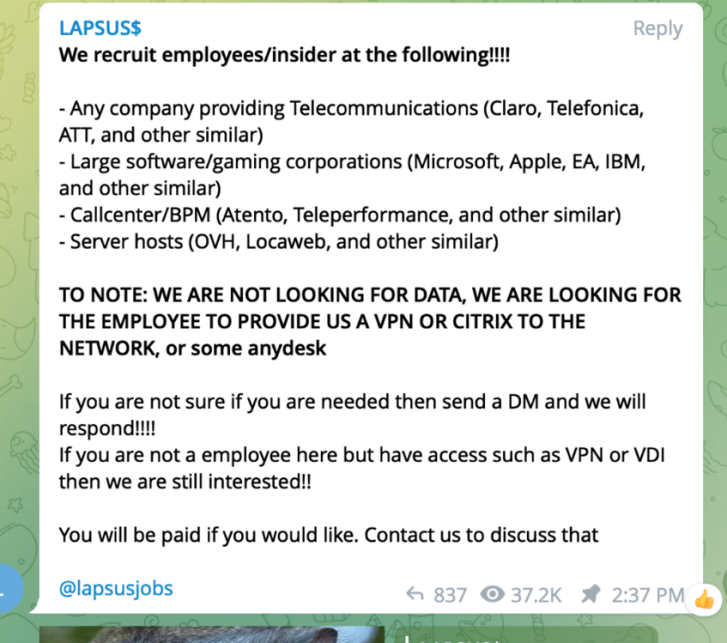 LAPSUS$ Reply
We recruit employees/insider at the following!!!!
- Any company providing Telecommunications (Claro, Telefonica,
ATT, and other similar)
- Large software/gaming corporations (Microsoft, Apple, EA, IBM,
and other similar)
- Callcenter/BPM (Atento, Teleperformance, and other similar)
- Server hosts (OVH, Locaweb, and other similar)
TO NOTE: WE ARE NOT LOOKING FOR DATA, WE ARE LOOKING FOR
THE EMPLOYEE TO PROVIDE US A VPN OR CITRIX TO THE
NETWORK, or some anydesk
If you are not sure if you are needed then send a DM and we will
respond!!!!
If you are not a employee here but have access such as VPN or VDI
then we are still interested!!
You will be paid if you would like. Contact us to discuss that
@lapsusjobs 837 37.2K 2:37 PM